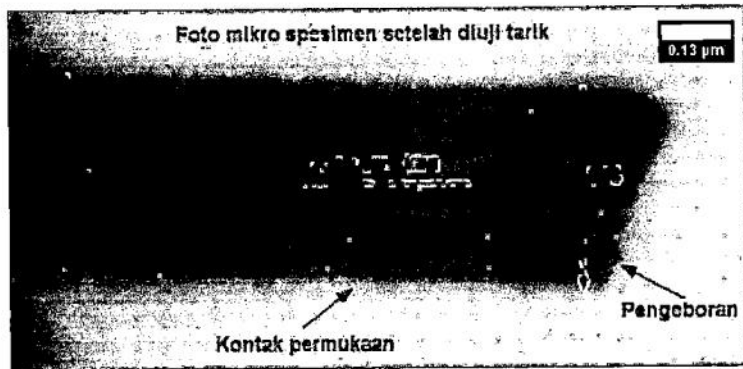 Foto mikro spesimen setelah diuji tarik
0.13 µm
Pengeboran
Kontak permukaan